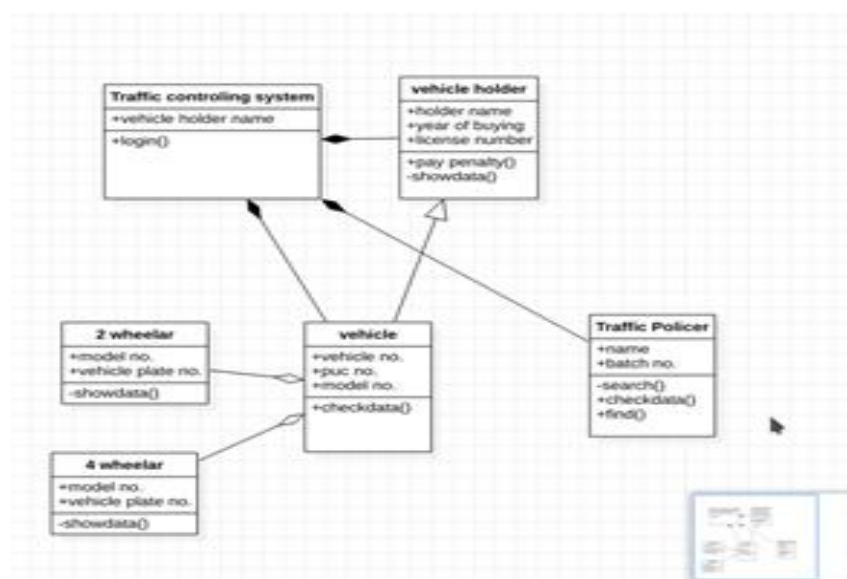 Traffic controling system
+vehicle holder name
+login()
vehicle holder
+holder name
+year of buying
+license number
+pay penalty()
-showdata()
2 wheelar
+model no.
+vehicle plate no.
-showdata()
vehicle
+vehicle no.
+puc no.
+model no.
+checkdata()
Traffic Policer
+name
+batch no.
-search()
+checkdata()
+find()
4 wheelar
+model no.
+vehicle plate no.
-showdata()